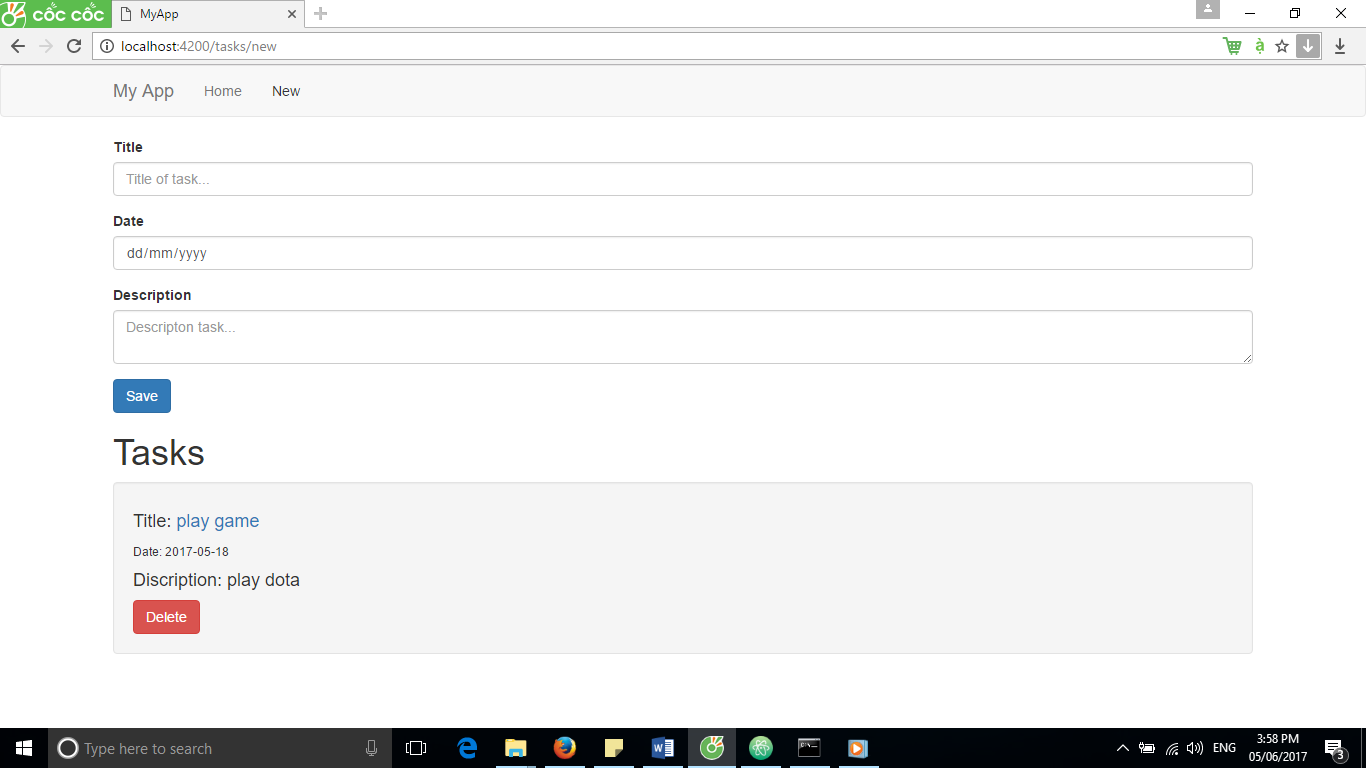 cốc cốc
MyApp
localhost:4200/tasks/new
My App Home New
Title
Title of task...
Date
dd/mm/yyyy
Description
Descripton task...
Save
Tasks
Title: play game
Date: 2017-05-18
Discription: play dota
Delete
Type here to search
ENG
3:58 PM
05/06/2017
3